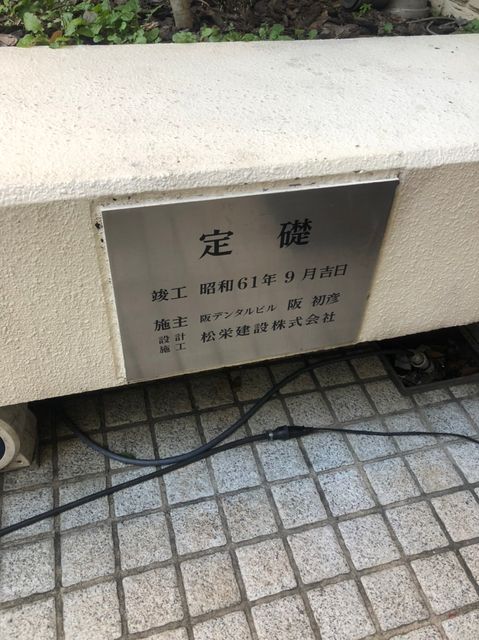 定礎
竣工 昭和61年9月吉日
施主 阪デンタルビル 阪 初彦
設計
施工 松栄建設株式会社